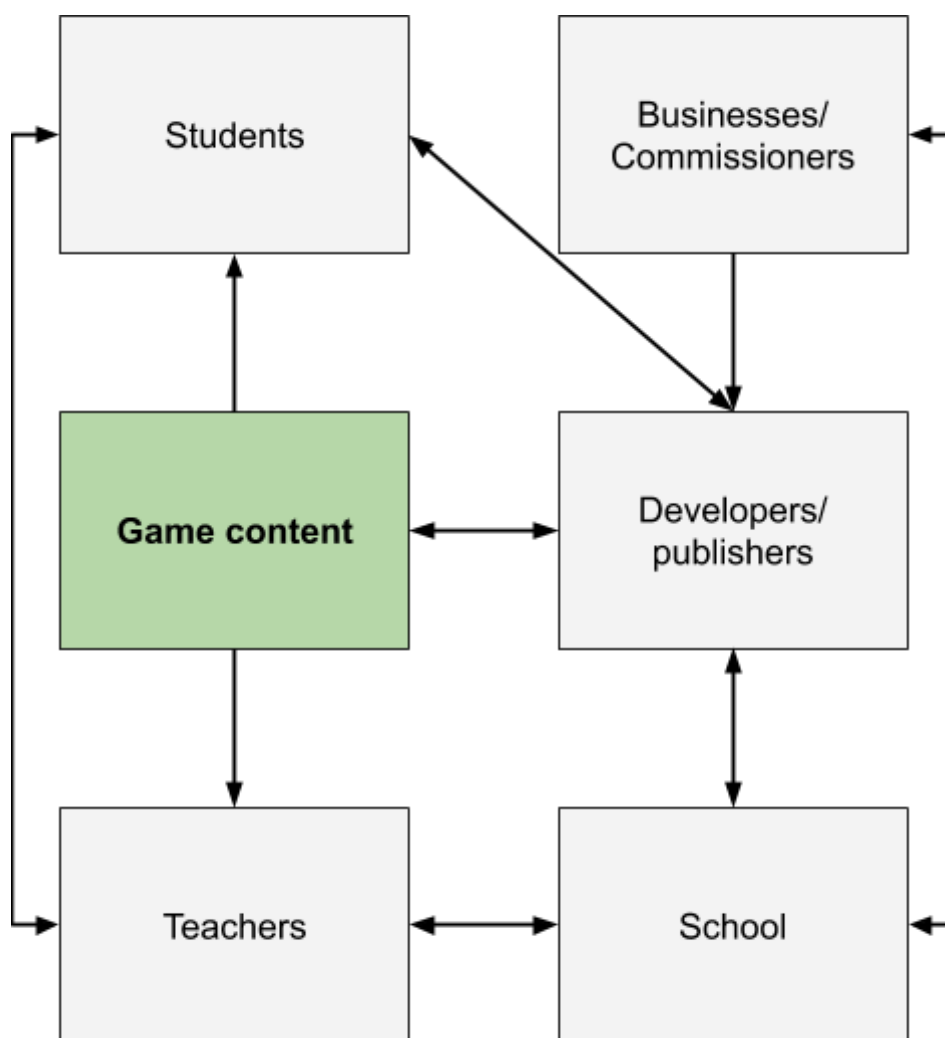 Students
Businesses/
Commissioners
Game content
Developers/
publishers
Teachers
School